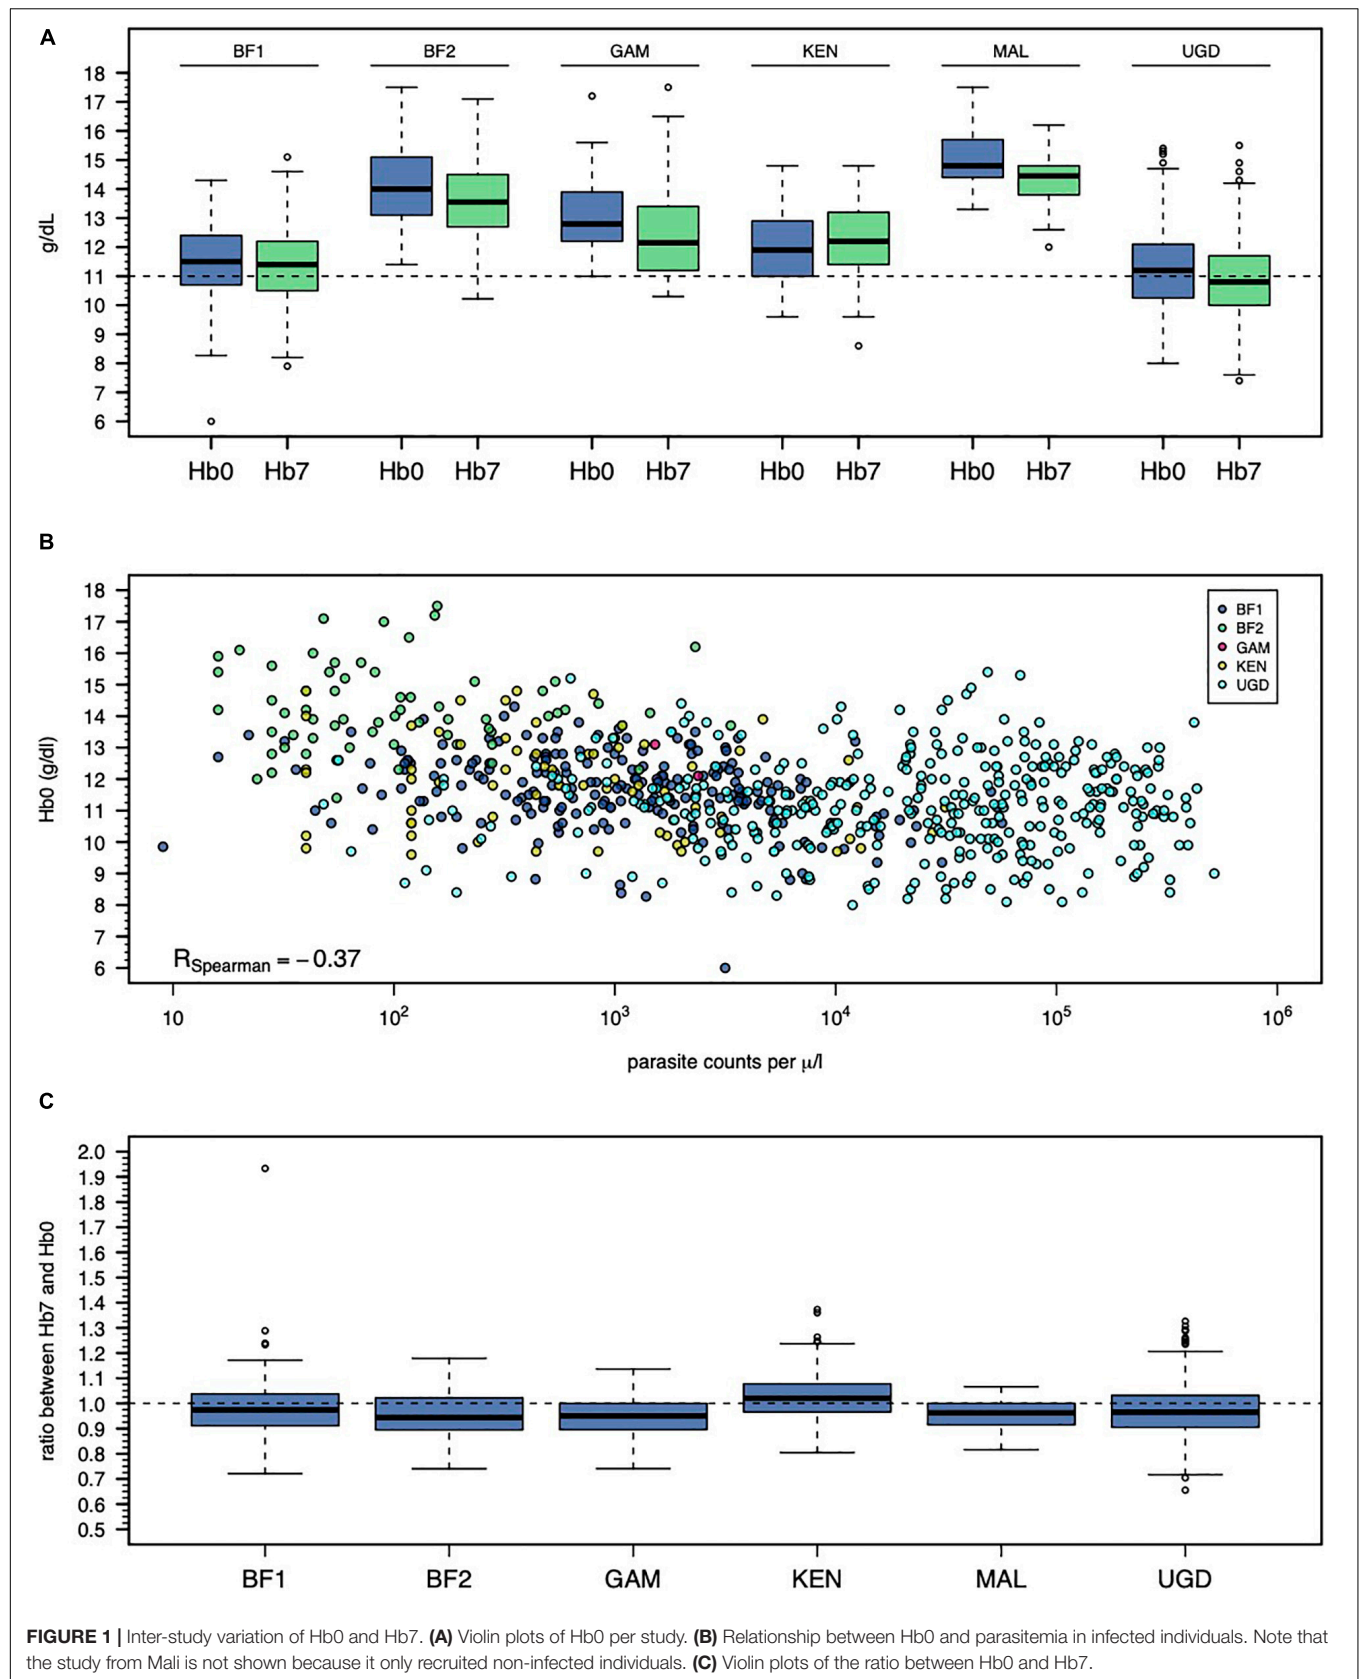 A
BF1 BF2 GAM KEN MAL UGD
18
17
16
15
14
13
12
11
10
9
8
7
6
g/dL
Hb0 Hb7 Hb0 Hb7 Hb0 Hb7 Hb0 Hb7 Hb0 Hb7 Hb0 Hb7
B
18
17
16
15
14
13
12
11
10
9
8
7
6
Hb0 (g/dl)
BF1
BF2
GAM
KEN
UGD
RSpearman = −0.37
10 10² 10³ 10⁴ 10⁵ 10⁶
parasite counts per μ/l
C
2.0
1.9
1.8
1.7
1.6
1.5
1.4
1.3
1.2
1.1
1.0
0.9
0.8
0.7
0.6
0.5
ratio between Hb7 and Hb0
BF1 BF2 GAM KEN MAL UGD
FIGURE 1 | Inter-study variation of Hb0 and Hb7. (A) Violin plots of Hb0 per study. (B) Relationship between Hb0 and parasitemia in infected individuals. Note that
the study from Mali is not shown because it only recruited non-infected individuals. (C) Violin plots of the ratio between Hb0 and Hb7.